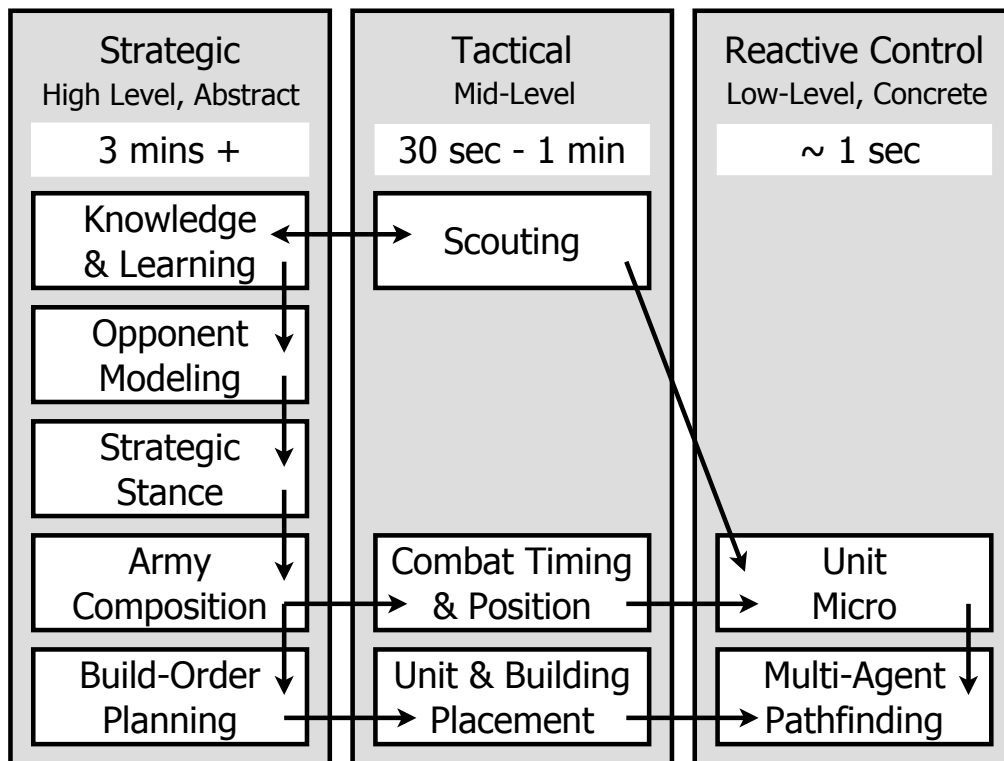 Strategic
High Level, Abstract
3 mins +
Knowledge
& Learning
Opponent
Modeling
Strategic
Stance
Army
Composition
Build-Order
Planning
Tactical
Mid-Level
30 sec - 1 min
Scouting
Combat Timing
& Position
Unit & Building
Placement
Reactive Control
Low-Level, Concrete
~ 1 sec
Unit
Micro
Multi-Agent
Pathfinding